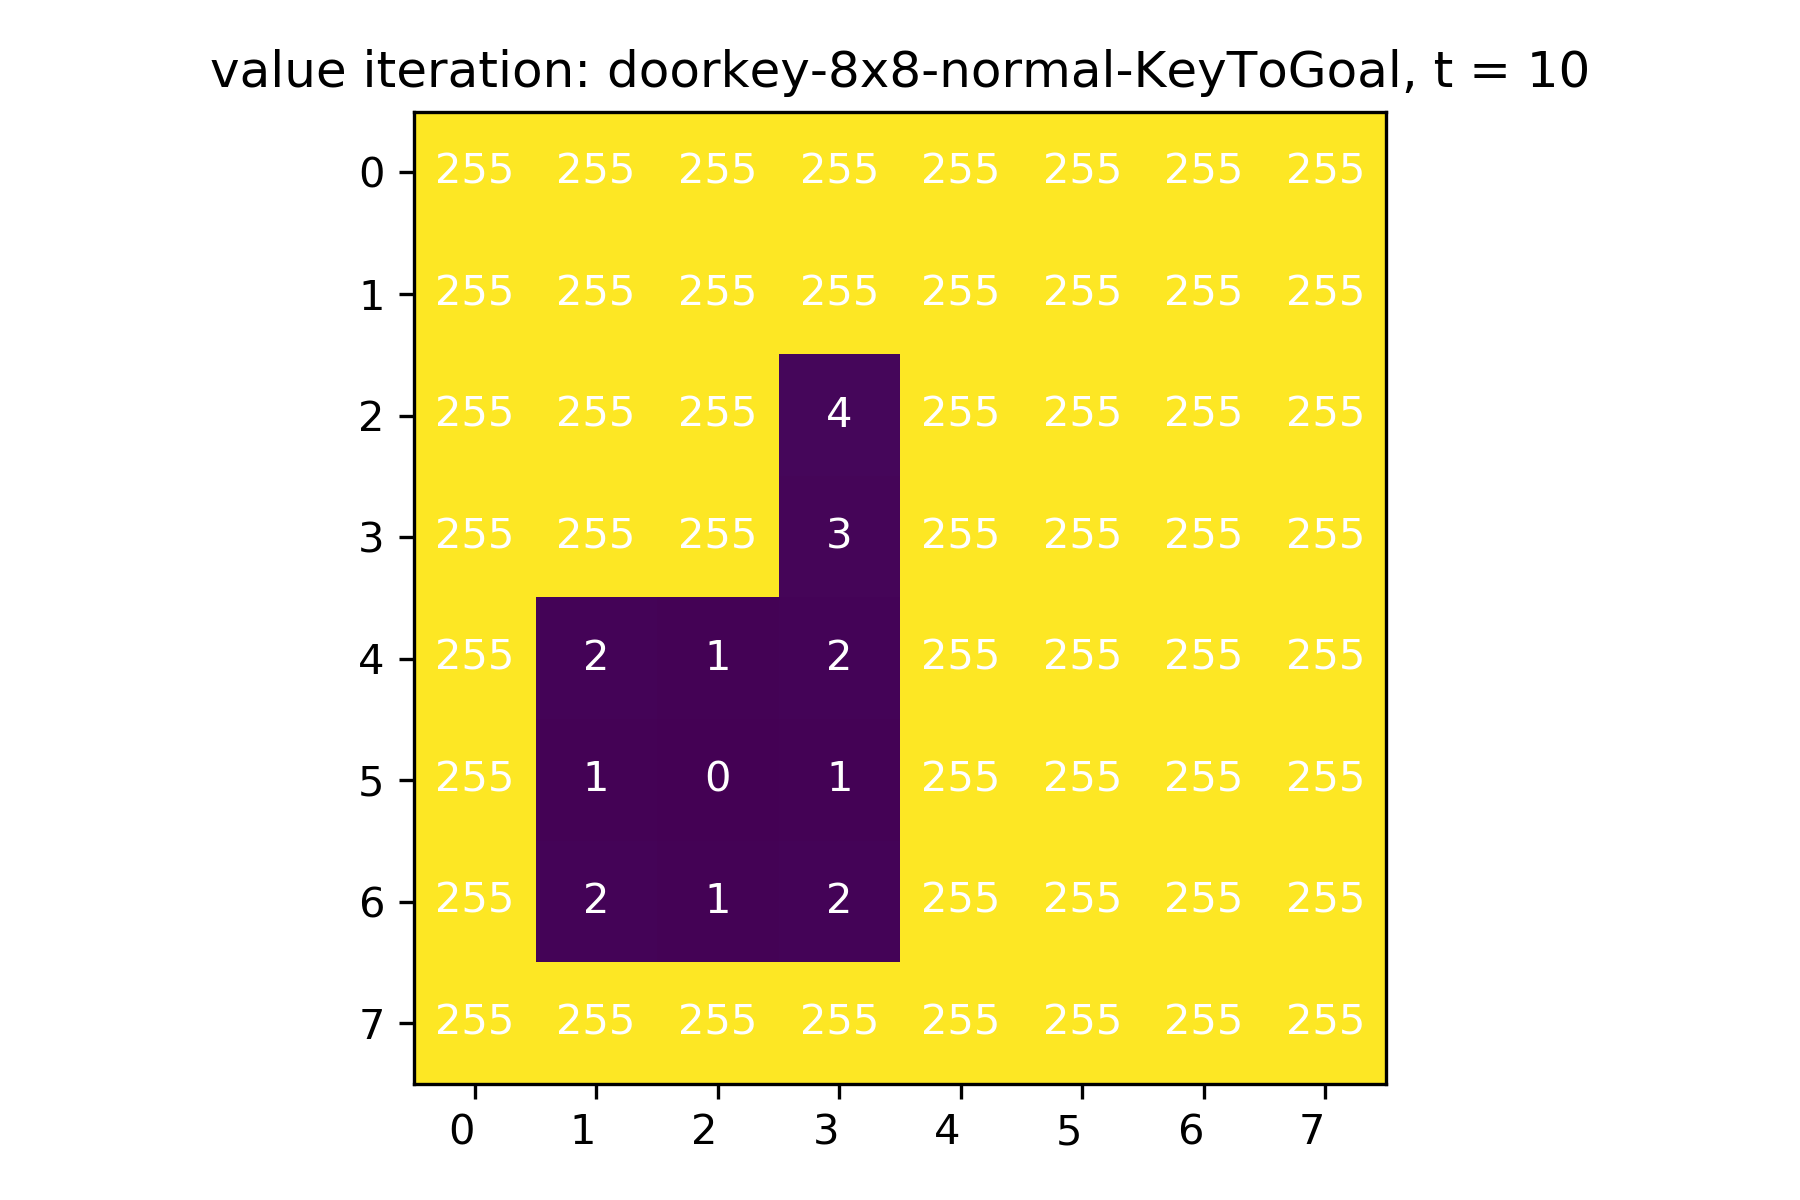 value iteration: doorkey-8x8-normal-KeyToGoal, t = 10
0 255 255 255 255 255 255 255 255
1 255 255 255 255 255 255 255 255
2 255 255 255 4 255 255 255 255
3 255 255 255 3 255 255 255 255
4 255 2 1 2 255 255 255 255
5 255 1 0 1 255 255 255 255
6 255 2 1 2 255 255 255 255
7 255 255 255 255 255 255 255 255
0 1 2 3 4 5 6 7